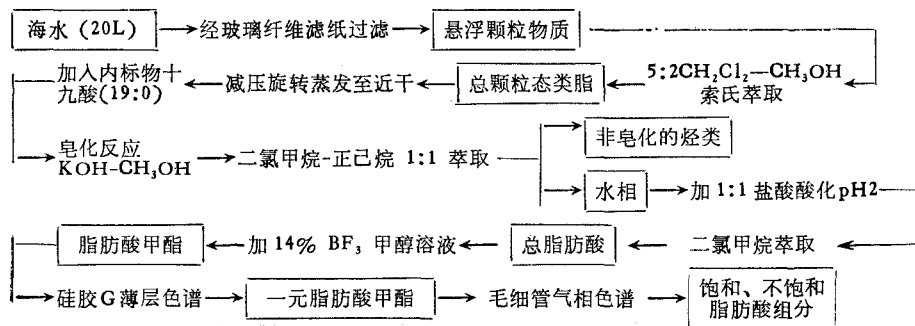 海水 (20L) 经玻璃纤维滤纸过滤 悬浮颗粒物质
加入内标物十九酸(19:0) 减压旋转蒸发至近干 总颗粒态类脂 5:2CH₂Cl₂—CH₃OH 索氏萃取
皂化反应 KOH-CH₃OH 二氯甲烷-正己烷 1:1 萃取 非皂化的烃类
水相 加 1:1 盐酸酸化pH2
脂肪酸甲酯 加 14% BF₃ 甲醇溶液 总脂肪酸 二氯甲烷萃取
硅胶G薄层色谱 一元脂肪酸甲酯 毛细管气相色谱 饱和、不饱和脂肪酸组分